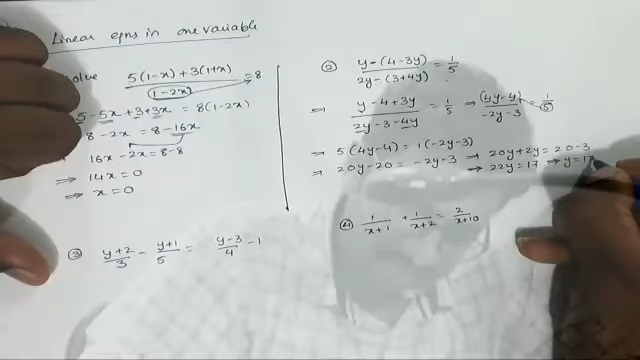 Linear eqns in one variable
solve 5(1-x)+3(1+x) / (1-2x) = 8
5-5x+3+3x = 8(1-2x)
8-2x = 8-16x
16x-2x = 8-8
⇒ 14x = 0
⇒ x = 0
② y-(4-3y) / 2y-(3+4y) = 1/5
⇒ y-4+3y / 2y-3-4y = 1/5 ⇒ (4y-4) / -2y-3 = 1/5
⇒ 5(4y-4) = 1(-2y-3)
⇒ 20y-20 = -2y-3 ⇒ 20y+2y = 20-3
⇒ 22y = 17 ⇒ y = 17
③ y+2/3 - y+1/5 = y-3/4 - 1
④ 1/x+1 + 1/x+2 = 2/x+10